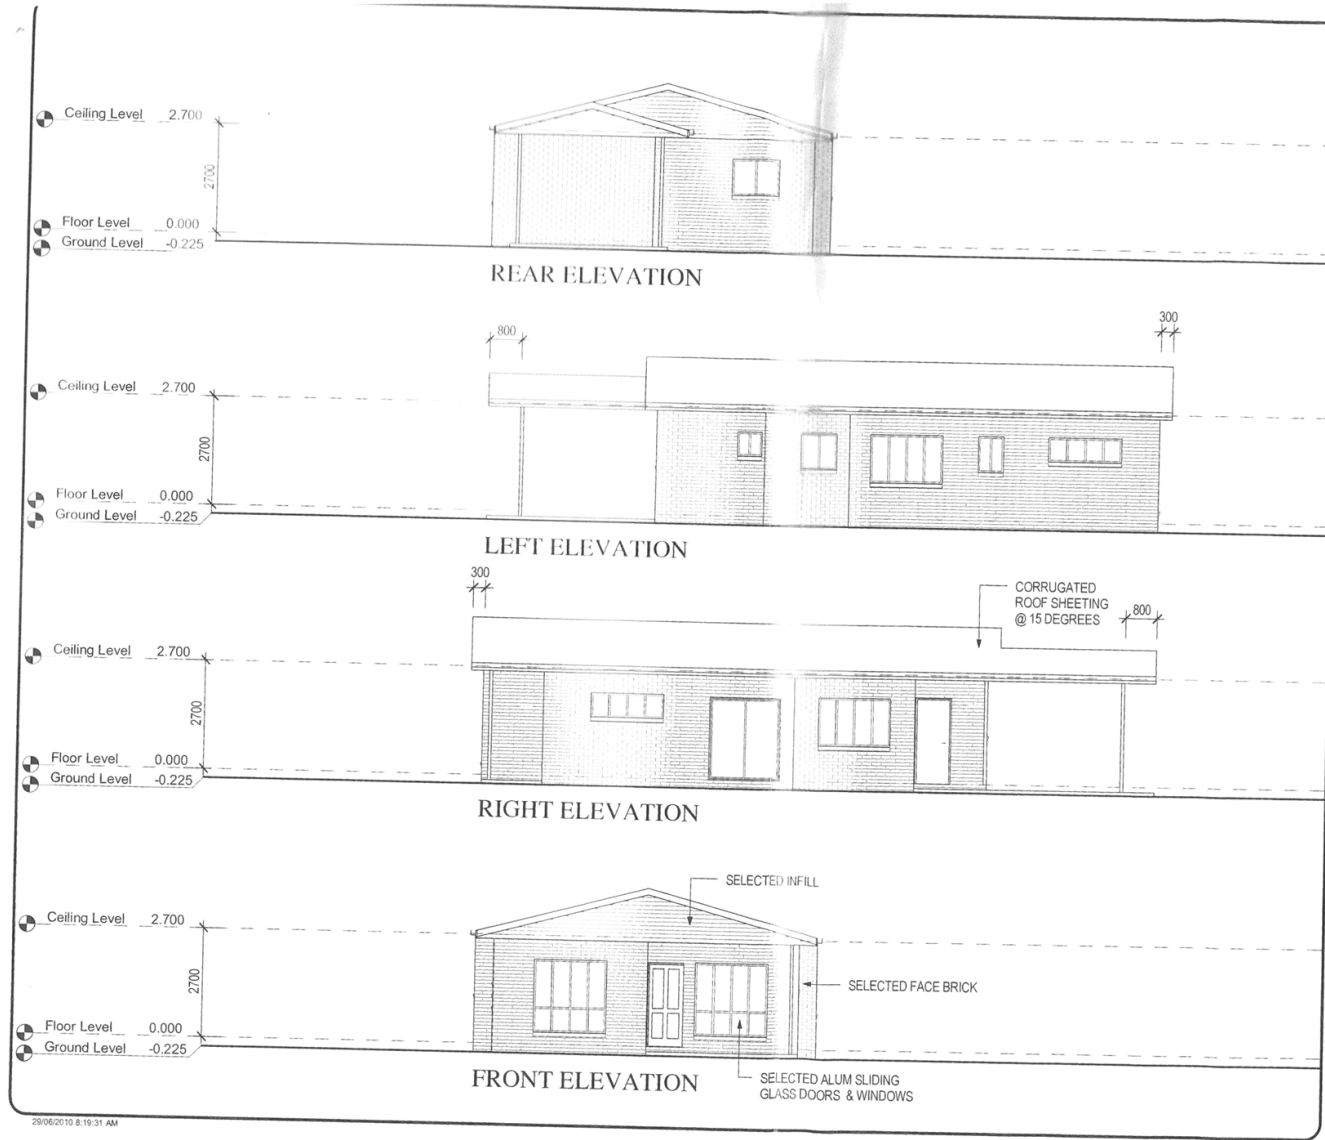 Ceiling Level 2.700
2700
Floor Level 0.000
Ground Level -0.225
REAR ELEVATION
800
300
Ceiling Level 2.700
2700
Floor Level 0.000
Ground Level -0.225
LEFT ELEVATION
300
CORRUGATED
ROOF SHEETING
@ 15 DEGREES
800
Ceiling Level 2.700
2700
Floor Level 0.000
Ground Level -0.225
RIGHT ELEVATION
SELECTED INFILL
Ceiling Level 2.700
2700
SELECTED FACE BRICK
Floor Level 0.000
Ground Level -0.225
FRONT ELEVATION
SELECTED ALUM SLIDING
GLASS DOORS & WINDOWS
29/06/2010 8:19:31 AM